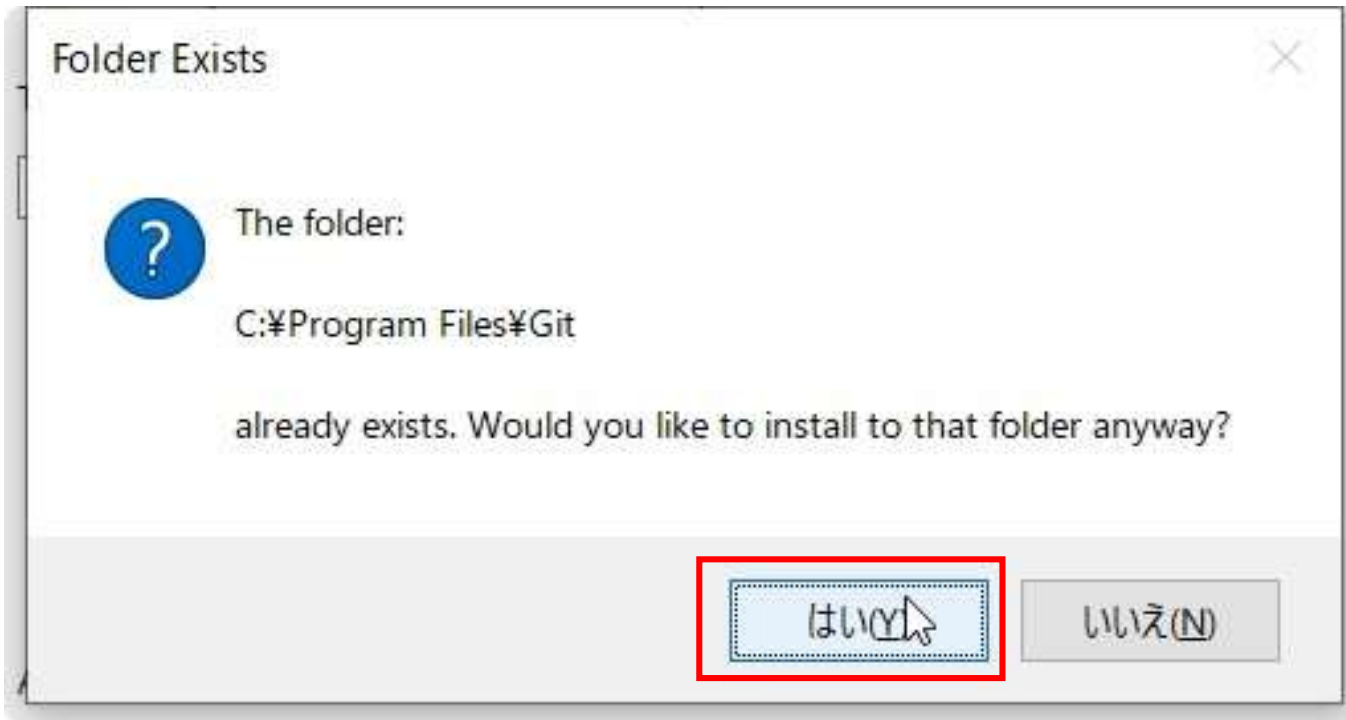 Folder Exists
The folder:
C:¥Program Files¥Git
already exists. Would you like to install to that folder anyway?
はい(Y)
いいえ(N)